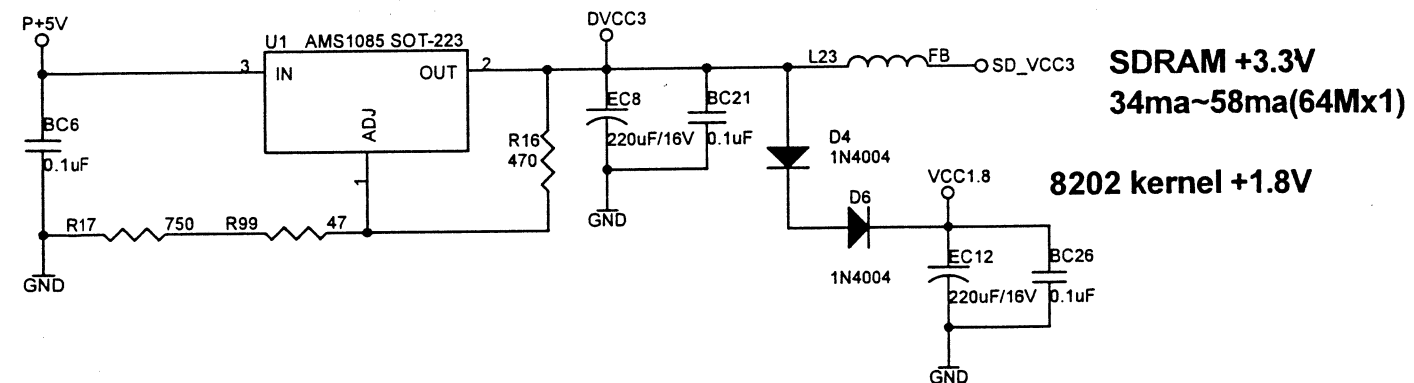 P+5V
U1 AMS1085 SOT-223
3 IN OUT 2
ADJ
1
BC6
0.1uF
R17 750 R99 47
GND
R16
470
DVCC3
EC8
220uF/16V
BC21
0.1uF
GND
L23 FB SD_VCC3
D4
1N4004
D6
1N4004
VCC1.8
EC12
220uF/16V
BC26
0.1uF
GND
SDRAM +3.3V
34ma~58ma(64Mx1)
8202 kernel +1.8V